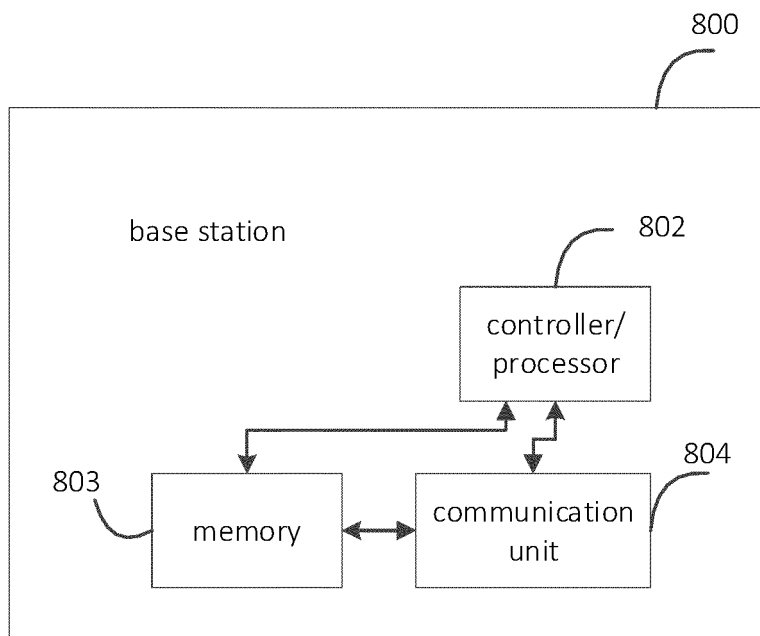 800
base station
802
controller/
processor
803
804
memory
communication
unit